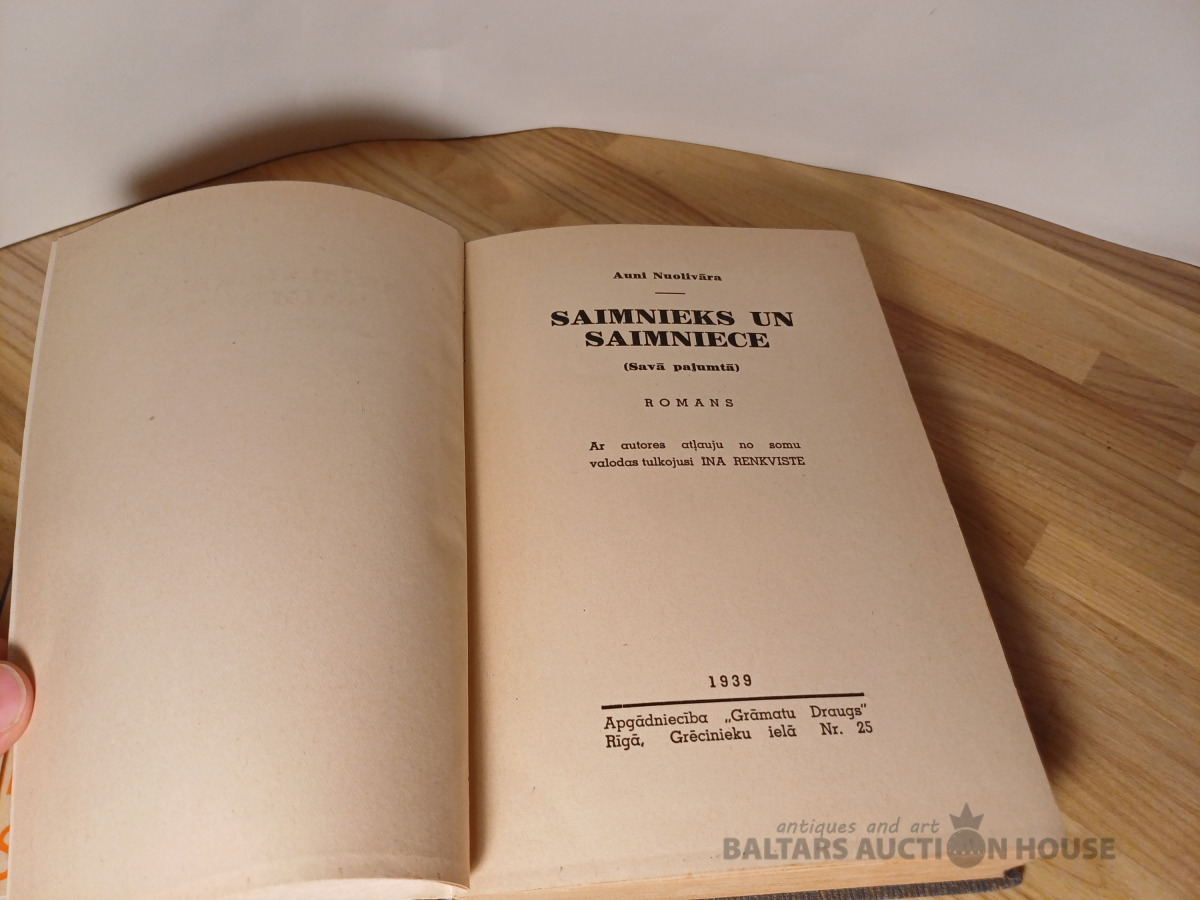 Auni Nuolivāra
SAIMNIEKS UN
SAIMNIECE
(Savā pajumtā)
ROMANS
Ar autores atļauju no somu
valodas tulkojusi INA RENKVISTE
1939
Apgādniecība „Grāmatu Draugs"
Rīgā, Grēcinieku ielā Nr. 25
antiques and art
BALTARS AUCTION HOUSE